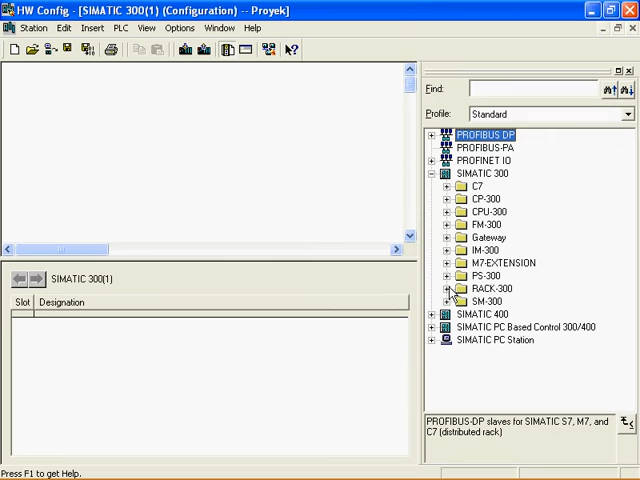 HW Config - [SIMATIC 300(1) (Configuration) -- Proyek]
Station Edit Insert PLC View Options Window Help
Find:
Profile: Standard
PROFIBUS DP
PROFIBUS-PA
PROFINET IO
SIMATIC 300
C7
CP-300
CPU-300
FM-300
Gateway
IM-300
M7-EXTENSION
PS-300
RACK-300
SM-300
SIMATIC 400
SIMATIC PC Based Control 300/400
SIMATIC PC Station
SIMATIC 300(1)
Slot Designation
PROFIBUS-DP slaves for SIMATIC S7, M7, and
C7 (distributed rack)
Press F1 to get Help.